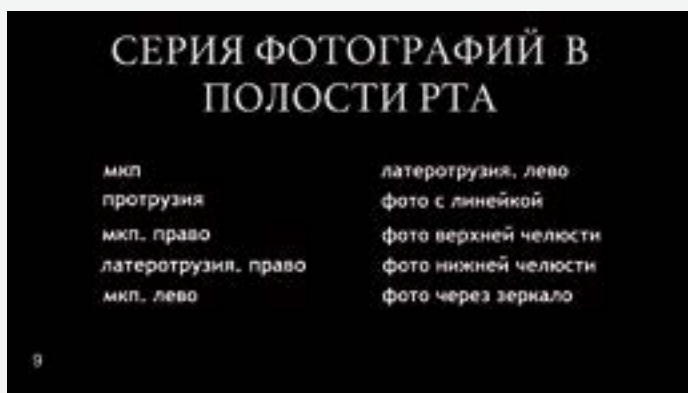 СЕРИЯ ФОТОГРАФИЙ В
ПОЛОСТИ РТА
мкп
протрузия
мкп. право
латеротрузия. право
мкп. лево
латеротрузия. лево
фото с линейкой
фото верхней челюсти
фото нижней челюсти
фото через зеркало
9